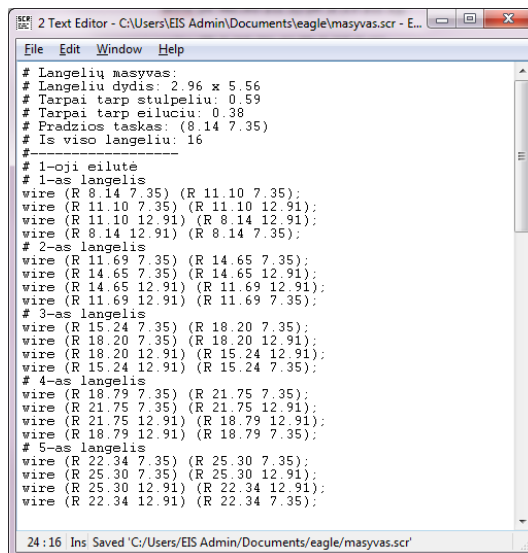 SCR
2 Text Editor - C:\Users\EIS Admin\Documents\eagle\masyvas.scr - E...
File Edit Window Help
# Langelių masyvas:
# Langeliu dydis: 2.96 x 5.56
# Tarpai tarp stulpeliu: 0.59
# Tarpai tarp eiluciu: 0.38
# Pradzios taskas: (8.14 7.35)
# Is viso langeliu: 16
#-------------------
# 1-oji eilutė
# 1-as langelis
wire (R 8.14 7.35) (R 11.10 7.35);
wire (R 11.10 7.35) (R 11.10 12.91);
wire (R 11.10 12.91) (R 8.14 12.91);
wire (R 8.14 12.91) (R 8.14 7.35);
# 2-as langelis
wire (R 11.69 7.35) (R 14.65 7.35);
wire (R 14.65 7.35) (R 14.65 12.91);
wire (R 14.65 12.91) (R 11.69 12.91);
wire (R 11.69 12.91) (R 11.69 7.35);
# 3-as langelis
wire (R 15.24 7.35) (R 18.20 7.35);
wire (R 18.20 7.35) (R 18.20 12.91);
wire (R 18.20 12.91) (R 15.24 12.91);
wire (R 15.24 12.91) (R 15.24 7.35);
# 4-as langelis
wire (R 18.79 7.35) (R 21.75 7.35);
wire (R 21.75 7.35) (R 21.75 12.91);
wire (R 21.75 12.91) (R 18.79 12.91);
wire (R 18.79 12.91) (R 18.79 7.35);
# 5-as langelis
wire (R 22.34 7.35) (R 25.30 7.35);
wire (R 25.30 7.35) (R 25.30 12.91);
wire (R 25.30 12.91) (R 22.34 12.91);
wire (R 22.34 12.91) (R 22.34 7.35);
24:16 Ins Saved 'C:/Users/EIS Admin/Documents/eagle/masyvas.scr'